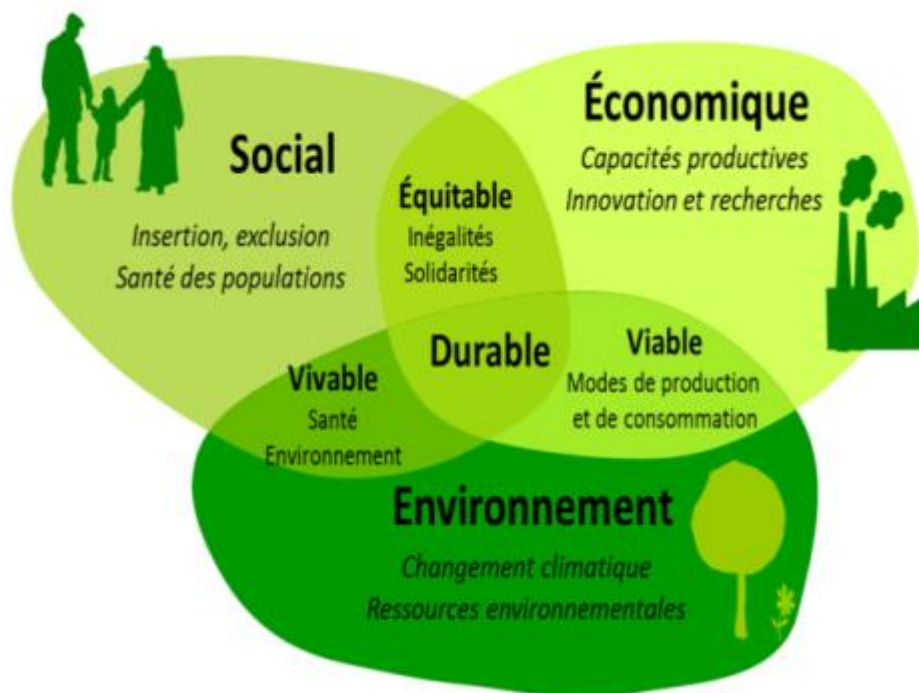 Social
Insertion, exclusion
Santé des populations
Économique
Capacités productives
Innovation et recherches
Équitable
Inégalités
Solidarités
Durable
Vivable
Santé
Environnement
Viable
Modes de production
et de consommation
Environnement
Changement climatique
Ressources environnementales